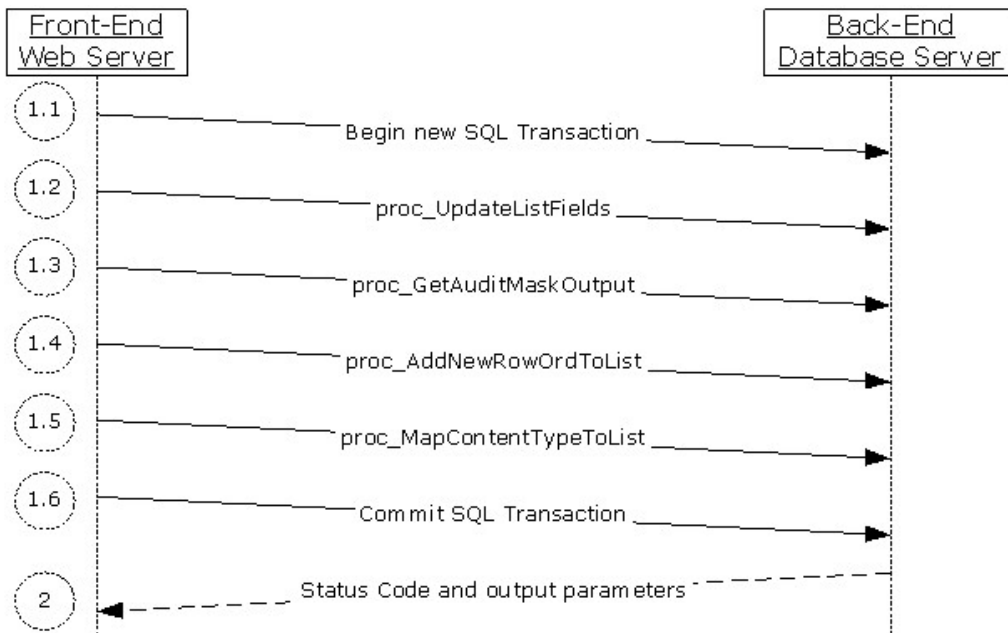 Front-End
Web Server
Back-End
Database Server
1.1
Begin new SQL Transaction
1.2
proc_UpdateListFields
1.3
proc_GetAuditMaskOutput
1.4
proc_AddNewRowOrdToList
1.5
proc_MapContentTypeToList
1.6
Commit SQL Transaction
2
Status Code and output parameters